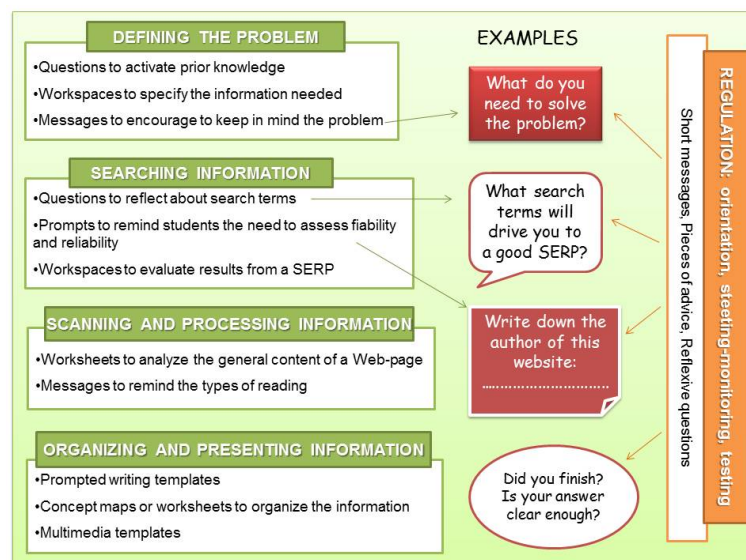 DEFINING THE PROBLEM
•Questions to activate prior knowledge
•Workspaces to specify the information needed
•Messages to encourage to keep in mind the problem
SEARCHING INFORMATION
•Questions to reflect about search terms
•Prompts to remind students the need to assess fiability
and reliability
•Workspaces to evaluate results from a SERP
SCANNING AND PROCESSING INFORMATION
•Worksheets to analyze the general content of a Web-page
•Messages to remind the types of reading
ORGANIZING AND PRESENTING INFORMATION
•Prompted writing templates
•Concept maps or worksheets to organize the information
•Multimedia templates
EXAMPLES
What do you
need to solve
the problem?
What search
terms will
drive you to
a good SERP?
Write down the
author of this
website:
...............................
Did you finish?
Is your answer
clear enough?
REGULATION: orientation, steeting-monitoring, testing
Short messages, Pieces of advice, Reflexive questions